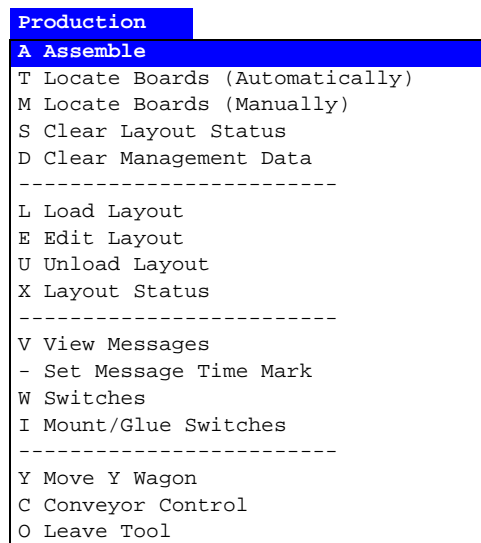 Production
A Assemble
T Locate Boards (Automatically)
M Locate Boards (Manually)
S Clear Layout Status
D Clear Management Data
-------------------------
L Load Layout
E Edit Layout
U Unload Layout
X Layout Status
-------------------------
V View Messages
- Set Message Time Mark
W Switches
I Mount/Glue Switches
-------------------------
Y Move Y Wagon
C Conveyor Control
O Leave Tool